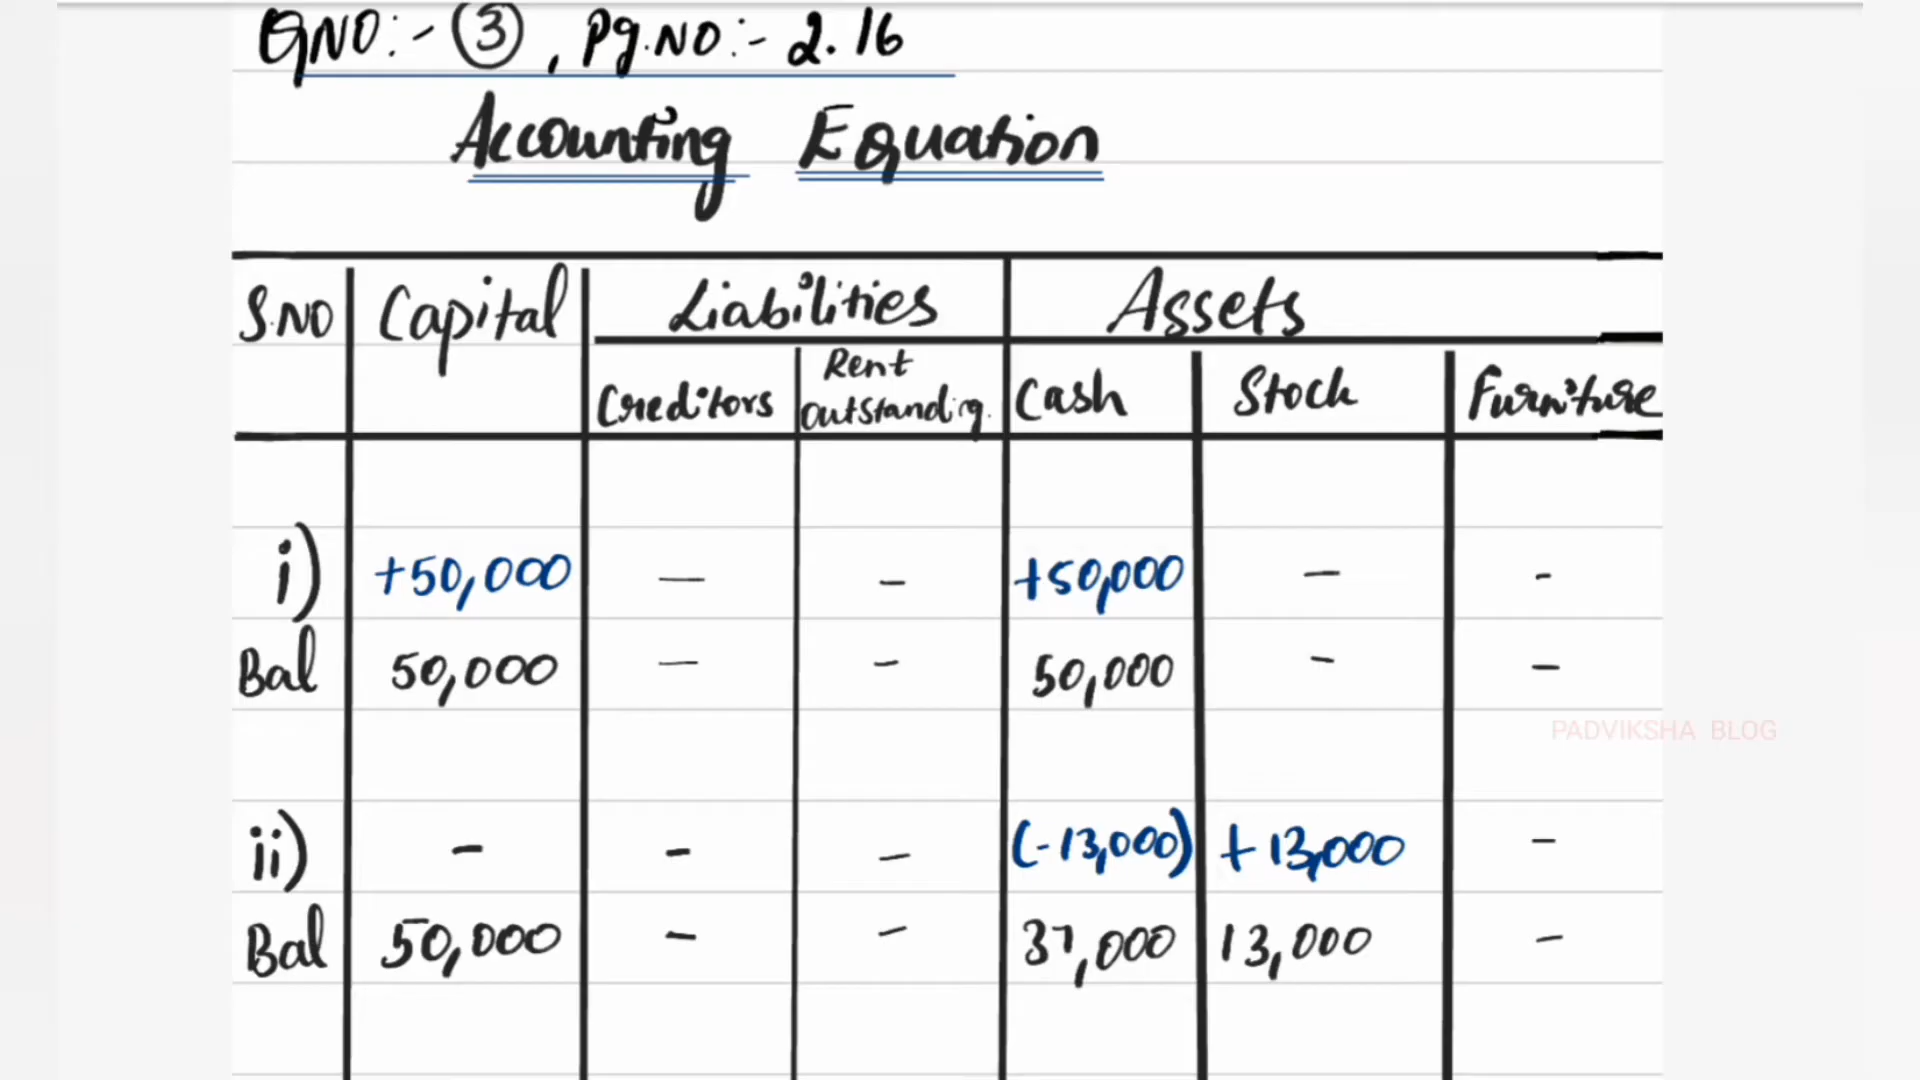 QNO:- 3, Pg.NO:- 2.16
Accounting Equation
S.NO Capital Liabilities Assets
Creditors Rent outstanding. Cash Stock Furniture
i) +50,000 — - +50,000 — -
Bal 50,000 — - 50,000 - -
PADVIKSHA BLOG
ii) - - - (-13,000) +13,000 -
Bal 50,000 - - 37,000 13,000 -